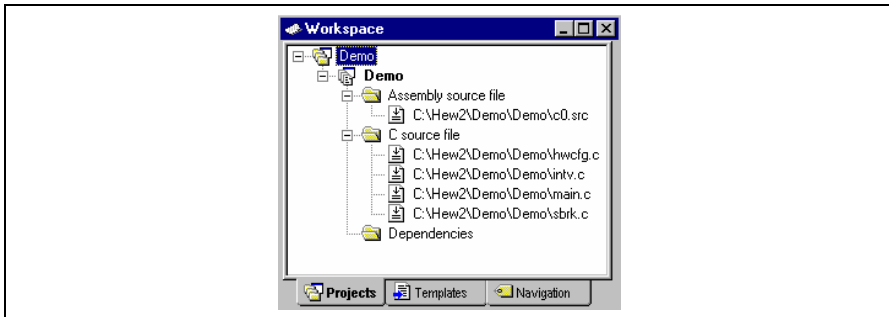 Workspace
Demo
Demo
Assembly source file
C:\Hew2\Demo\Demo\c0.src
C source file
C:\Hew2\Demo\Demo\hwcfg.c
C:\Hew2\Demo\Demo\intv.c
C:\Hew2\Demo\Demo\main.c
C:\Hew2\Demo\Demo\sbrk.c
Dependencies
Projects Templates Navigation